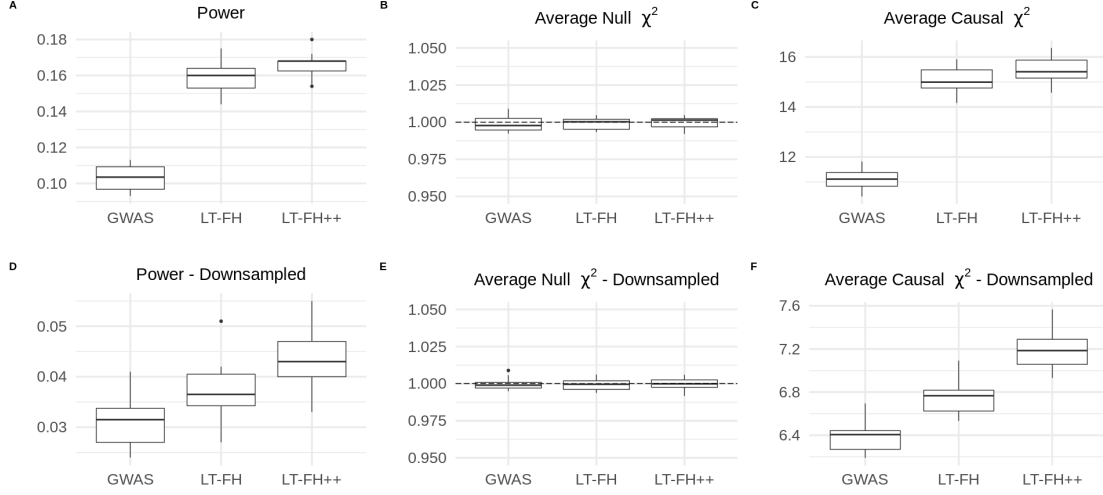 A
Power
0.18
0.16
0.14
0.12
0.10
GWAS LT-FH LT-FH++
B
Average Null χ²
1.050
1.025
1.000
0.975
0.950
GWAS LT-FH LT-FH++
C
Average Causal χ²
16
14
12
GWAS LT-FH LT-FH++
D
Power - Downsampled
0.05
0.04
0.03
GWAS LT-FH LT-FH++
E
Average Null χ² - Downsampled
1.050
1.025
1.000
0.975
0.950
GWAS LT-FH LT-FH++
F
Average Causal χ² - Downsampled
7.6
7.2
6.8
6.4
GWAS LT-FH LT-FH++